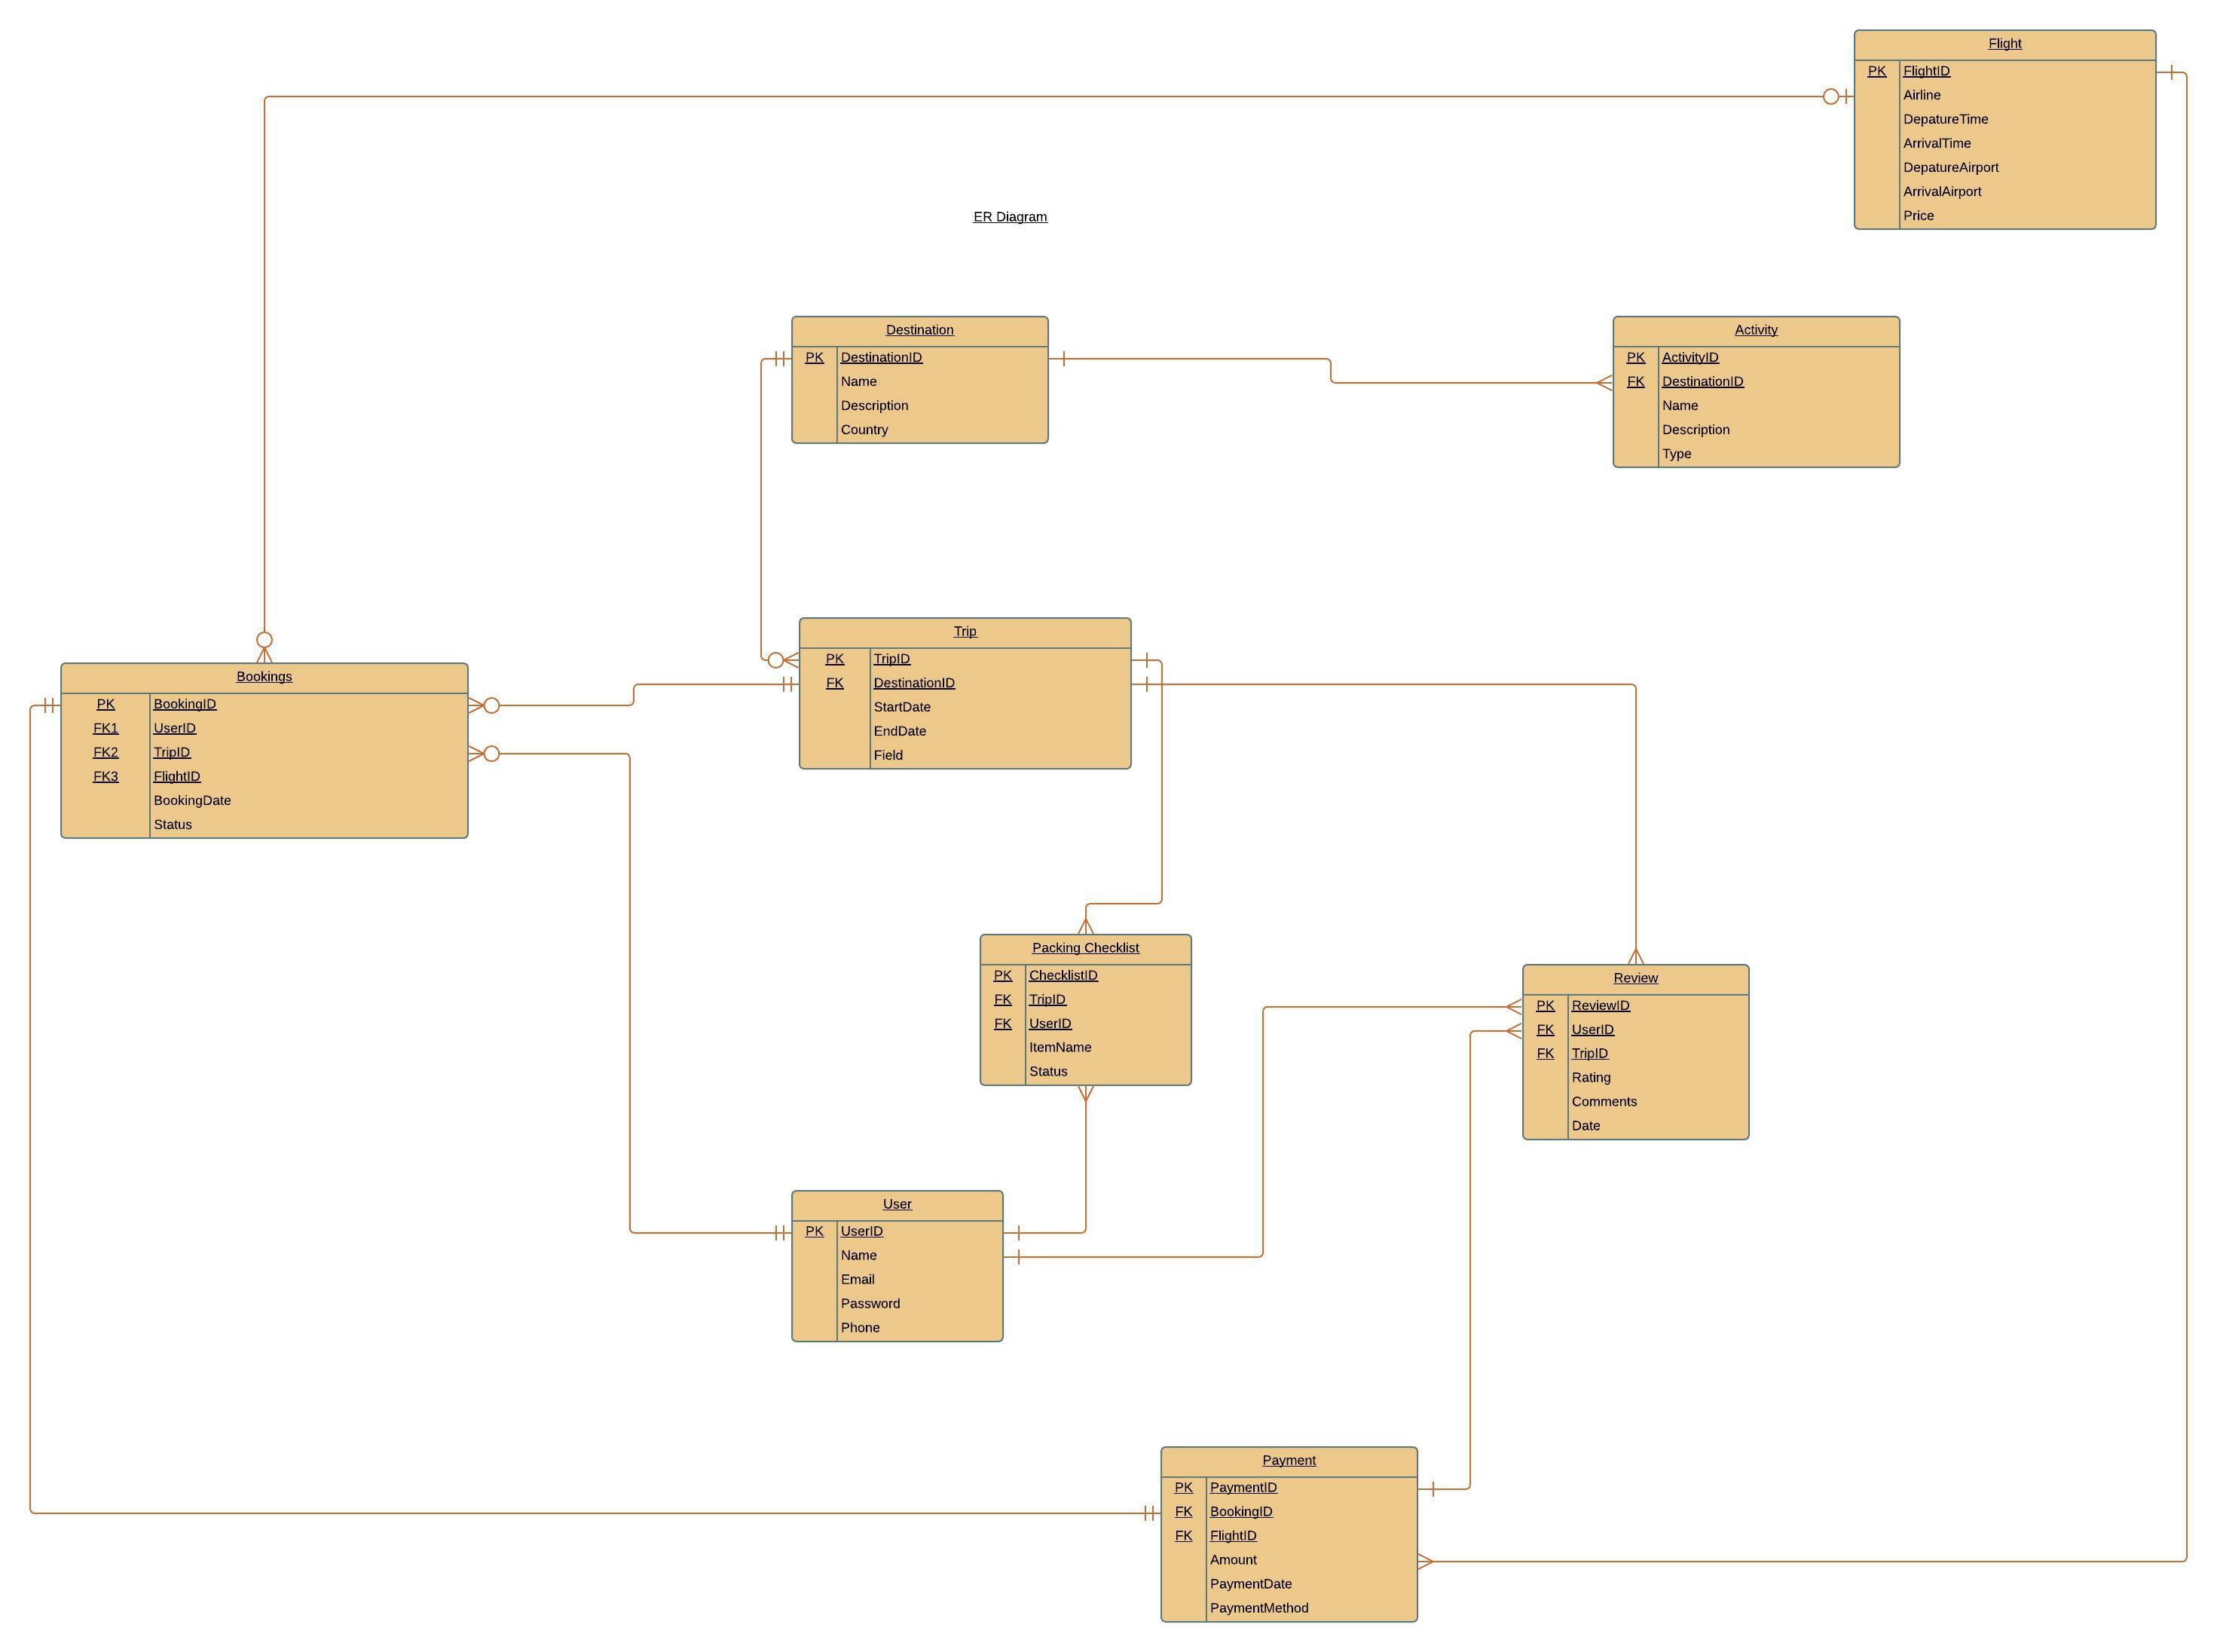 Flight
PK FlightID
Airline
DepatureTime
ArrivalTime
DepatureAirport
ArrivalAirport
Price
ER Diagram
Destination
PK DestinationID
Name
Description
Country
Activity
PK ActivityID
FK DestinationID
Name
Description
Type
Trip
PK TripID
FK DestinationID
StartDate
EndDate
Field
Bookings
PK BookingID
FK1 UserID
FK2 TripID
FK3 FlightID
BookingDate
Status
Packing Checklist
PK ChecklistID
FK TripID
FK UserID
ItemName
Status
Review
PK ReviewID
FK UserID
FK TripID
Rating
Comments
Date
User
PK UserID
Name
Email
Password
Phone
Payment
PK PaymentID
FK BookingID
FK FlightID
Amount
PaymentDate
PaymentMethod